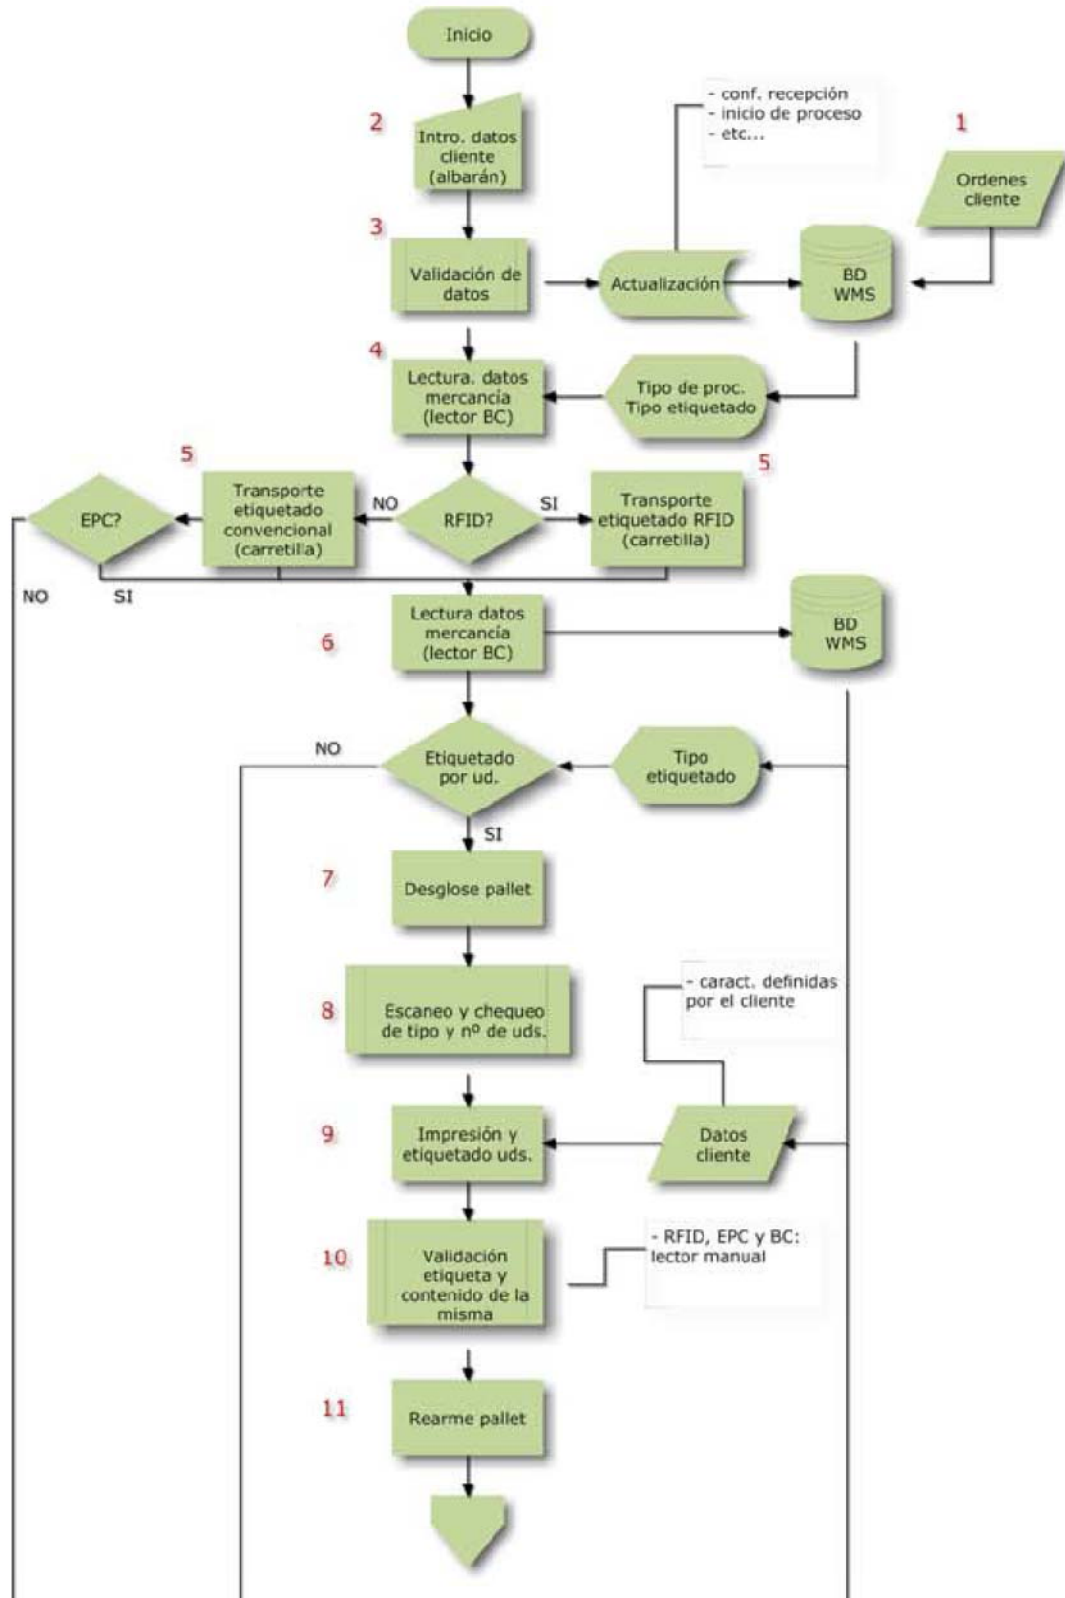 Inicio
- conf. recepción
- inicio de proceso
- etc...
1
Ordenes
cliente
2
Intro. datos
cliente
(albarán)
3
Validación de
datos
Actualización
BD
WMS
4
Lectura. datos
mercancía
(lector BC)
Tipo de proc.
Tipo etiquetado
5
5
EPC?
Transporte
etiquetado
convencional
(carretilla)
NO
RFID?
SI
Transporte
etiquetado RFID
(carretilla)
NO
SI
6
Lectura datos
mercancía
(lector BC)
BD
WMS
NO
Etiquetado
por ud.
Tipo
etiquetado
SI
7
Desglose pallet
8
Escaneo y chequeo
de tipo y nº de uds.
- caract. definidas
por el cliente
9
Impresión y
etiquetado uds.
Datos
cliente
10
Validación
etiqueta y
contenido de la
misma
- RFID, EPC y BC:
lector manual
11
Rearme pallet